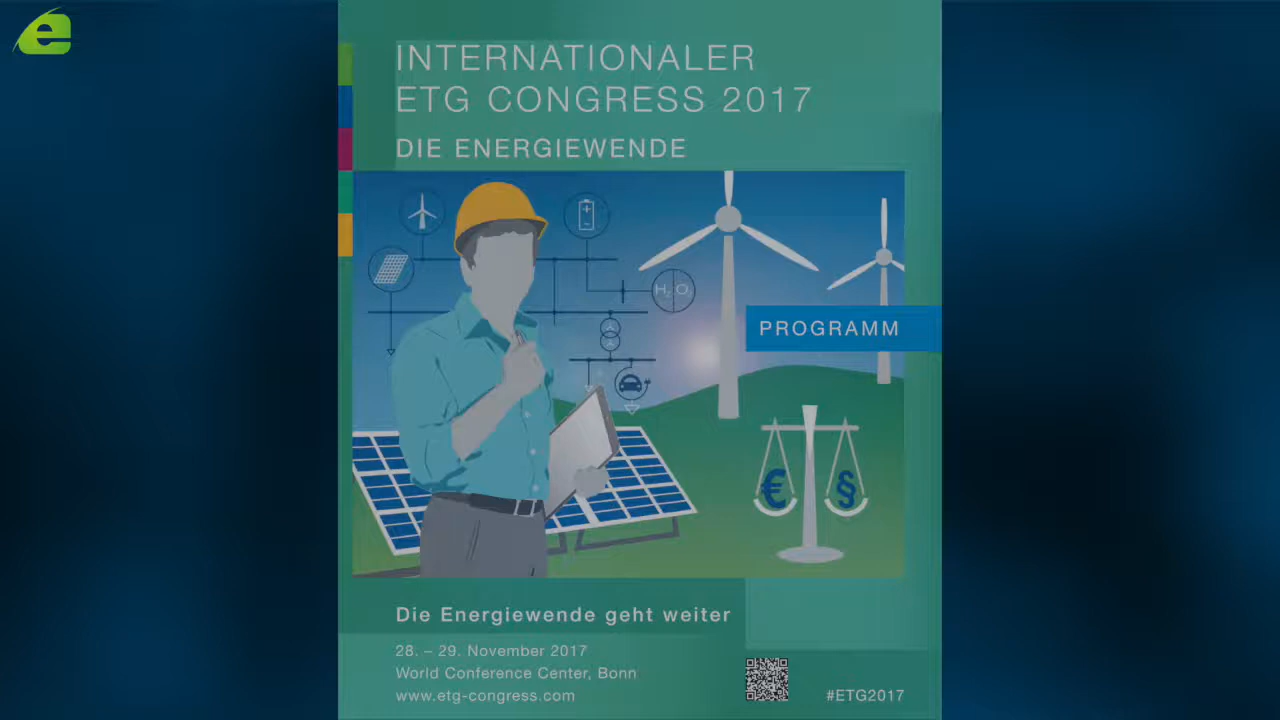 e
INTERNATIONALER
ETG CONGRESS 2017
DIE ENERGIEWENDE
H₂O
PROGRAMM
€ §
Die Energiewende geht weiter
28. – 29. November 2017
World Conference Center, Bonn
www.etg-congress.com
#ETG2017